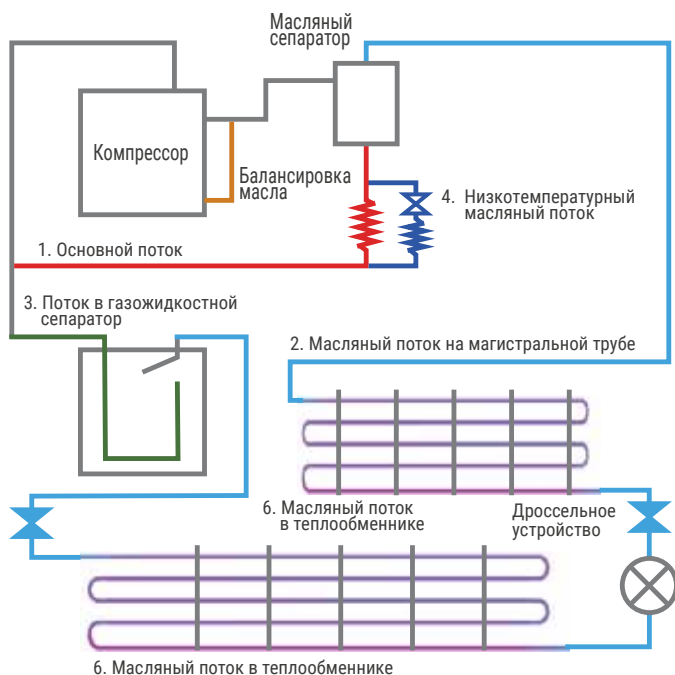 Масляный
сепаратор
Компрессор
Балансировка
масла
4. Низкотемпературный
масляный поток
1. Основной поток
3. Поток в газожидкостной
сепаратор
2. Масляный поток на магистральной трубе
6. Масляный поток
в теплообменнике
Дроссельное
устройство
6. Масляный поток в теплообменнике